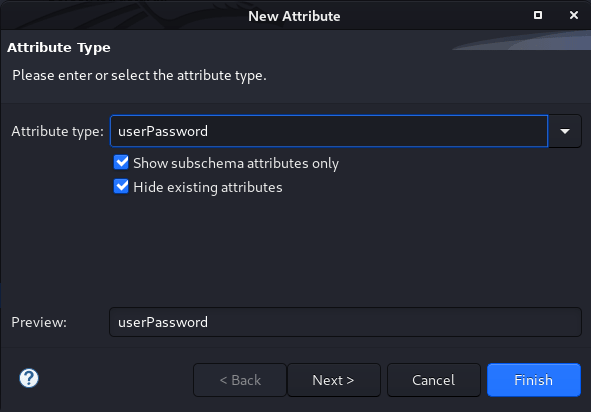 New Attribute
Attribute Type
Please enter or select the attribute type.
Attribute type: userPassword
Show subschema attributes only
Hide existing attributes
Preview: userPassword
? < Back Next > Cancel Finish